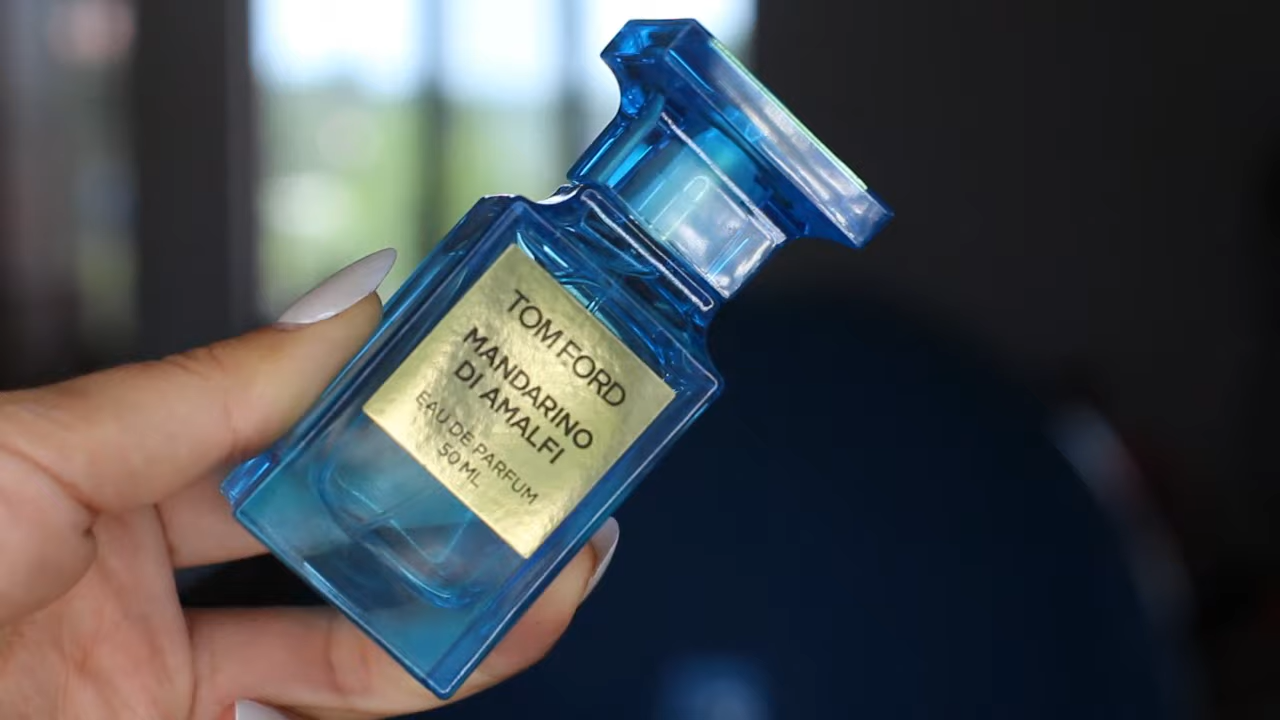 TOM FORD
MANDARINO
DI AMALFI
EAU DE PARFUM
50 ML